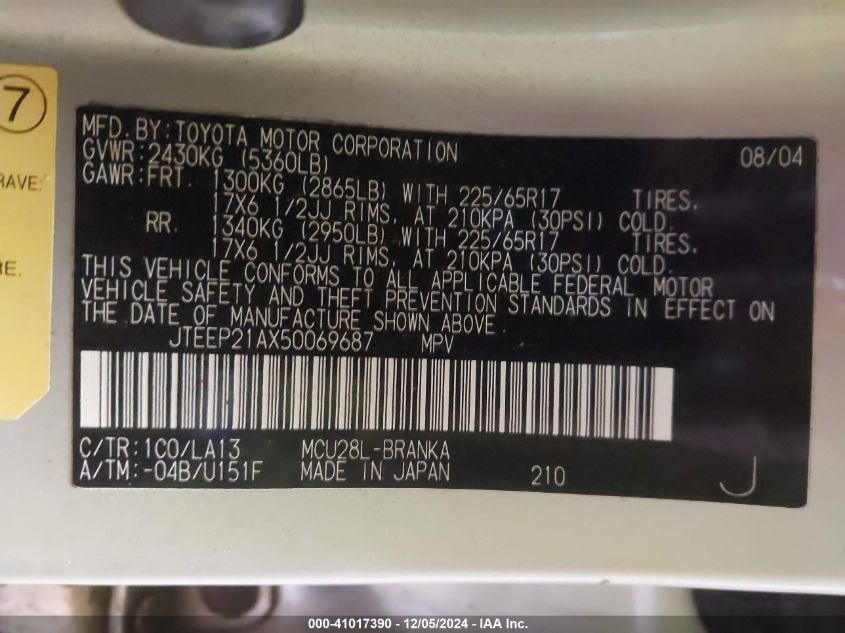 7
RAVE:
RE.
MFD. BY: TOYOTA MOTOR CORPORATION 08/04
GVWR: 2430KG (5360LB)
GAWR: FRT. 1300KG (2865LB) WITH 225/65R17 TIRES,
17X6 1/2JJ RIMS, AT 210KPA (30PSI) COLD.
RR. 1340KG (2950LB) WITH 225/65R17 TIRES,
17X6 1/2JJ RIMS, AT 210KPA (30PSI) COLD.
THIS VEHICLE CONFORMS TO ALL APPLICABLE FEDERAL MOTOR
VEHICLE SAFETY AND THEFT PREVENTION STANDARDS IN EFFECT ON
THE DATE OF MANUFACTURE SHOWN ABOVE.
JTEEP21AX50069687 MPV
C/TR: 1C0/LA13 MCU28L-BRANKA
A/TM: -04B/U151F MADE IN JAPAN 210 J
000-41017390 - 12/05/2024 - IAA Inc.